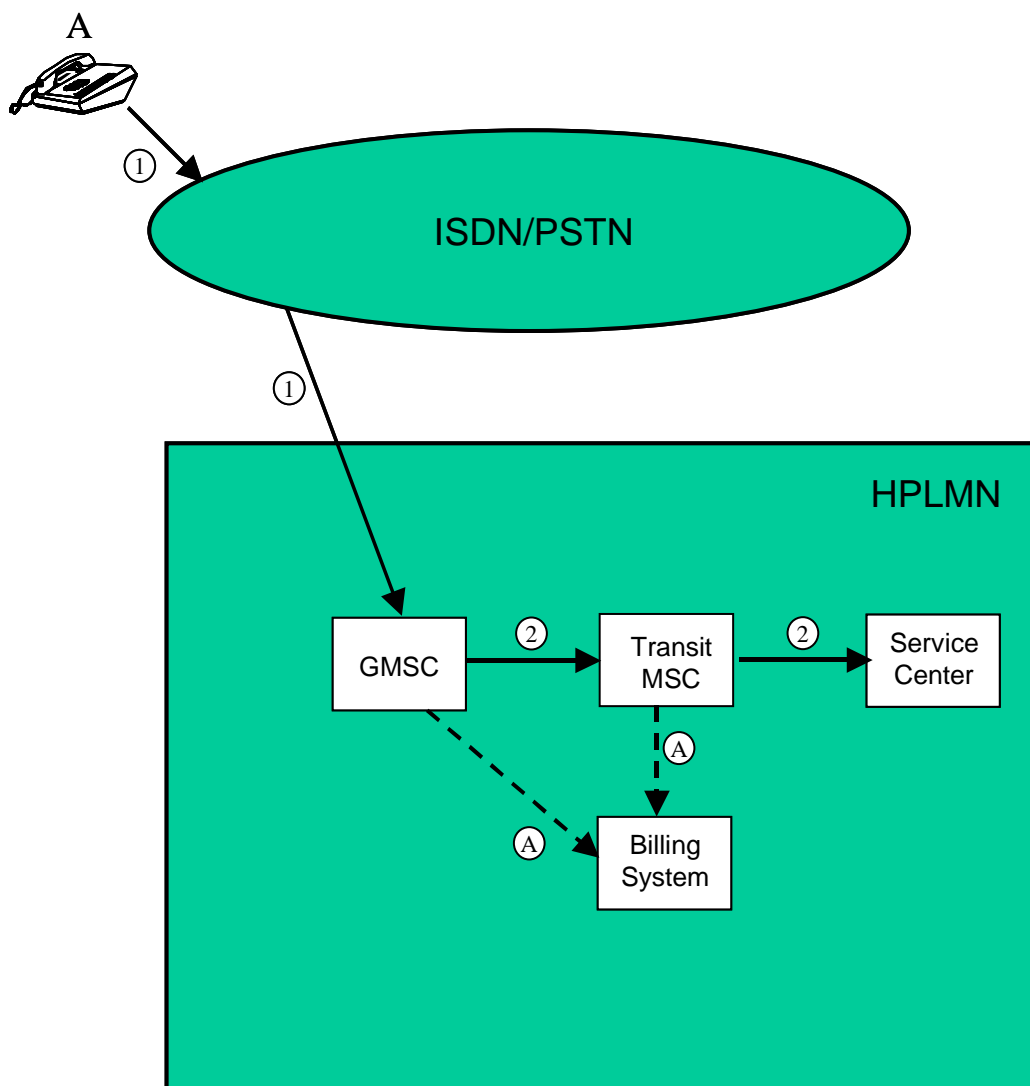 A
1
ISDN/PSTN
1
HPLMN
GMSC
2
Transit
MSC
2
Service
Center
A
A
Billing
System